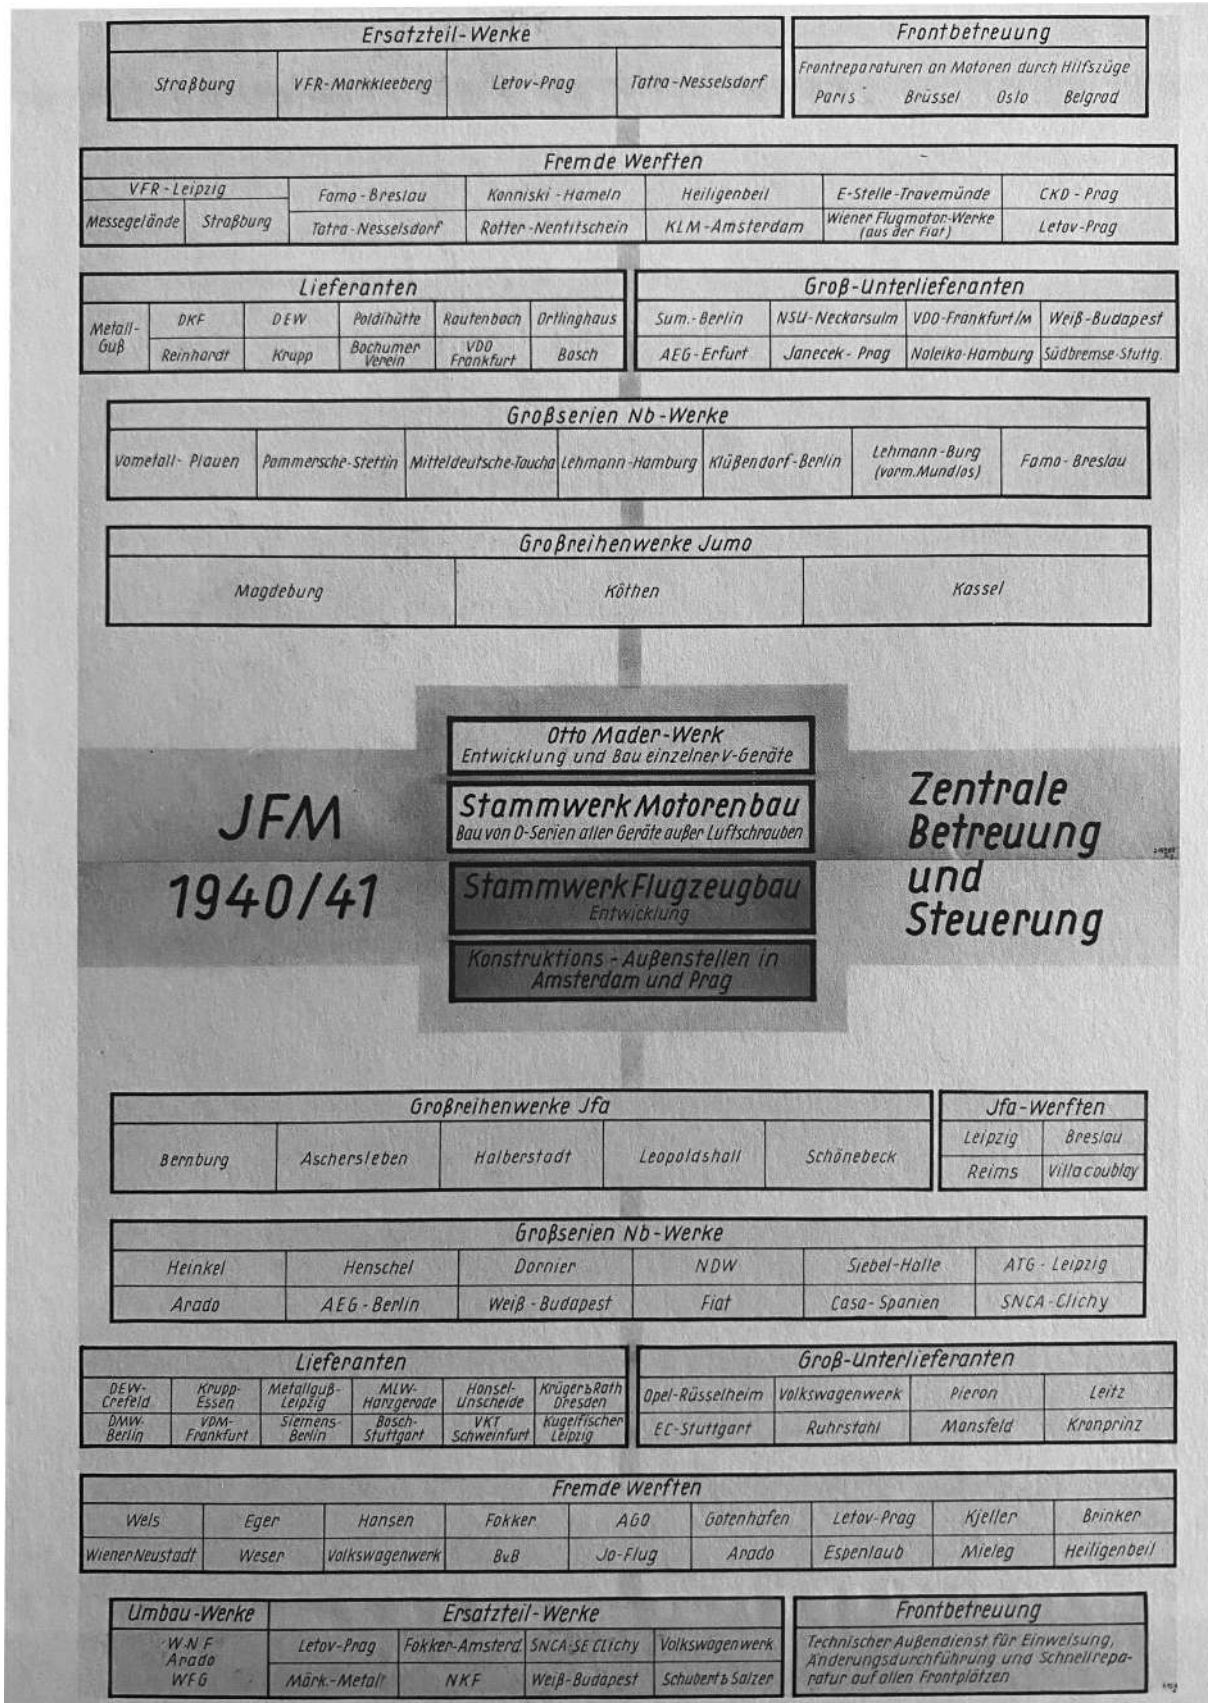 Ersatzteil-Werke
Straßburg VFR-Markkleeberg Letov-Prag Tatra-Nesselsdorf
Frontbetreuung
Frontreparaturen an Motoren durch Hilfszüge
Paris Brüssel Oslo Belgrad
Fremde Werften
VFR-Leipzig Famo-Breslau Konniski-Hameln Heiligenbeil E-Stelle-Travemünde CKD-Prag
Messegelände Straßburg Tatra-Nesselsdorf Rotter-Nentitschein KLM-Amsterdam Wiener Flugmotor-Werke Letov-Prag
(aus der Fiat)
Lieferanten
Metall-Guß DKF DEW Poldihütte Rautenbach Ortlinghaus
Reinhardt Krupp Bochumer Verein VDO Frankfurt Bosch
Groß-Unterlieferanten
Sum.-Berlin NSU-Neckarsulm VDO-Frankfurt/M Weiß-Budapest
AEG-Erfurt Janecek-Prag Noleiko-Hamburg Südbremse-Stuttg.
Großserien Nb-Werke
Vometall-Plauen Pommersche-Stettin Mitteldeutsche-Taucha Lehmann-Hamburg Klüßendorf-Berlin Lehmann-Burg (vorm. Mundlos) Famo-Breslau
Großreihenwerke Jumo
Magdeburg Köthen Kassel
JFM
1940/41
Otto Mader-Werk
Entwicklung und Bau einzelner V-Geräte
Stammwerk Motorenbau
Bau von O-Serien aller Geräte außer Luftschrauben
Stammwerk Flugzeugbau
Entwicklung
Konstruktions-Außenstellen in
Amsterdam und Prag
Zentrale
Betreuung
und
Steuerung
Großreihenwerke Jfa
Bernburg Aschersleben Halberstadt Leopoldshall Schönebeck
Jfa-Werften
Leipzig Breslau
Reims Villacoublay
Großserien Nb-Werke
Heinkel Henschel Dornier NDW Siebel-Halle ATG-Leipzig
Arado AEG-Berlin Weiß-Budapest Fiat Casa-Spanien SNCA-Clichy
Lieferanten
DEW-Crefeld Krupp-Essen Metallguß-Leipzig MLW-Harzgerode Honsel-Unscheide Krüger & Rath Dresden
DMW-Berlin VDM-Frankfurt Siemens-Berlin Bosch-Stuttgart VKT Schweinfurt Kugelfischer Leipzig
Groß-Unterlieferanten
Opel-Rüsselheim Volkswagenwerk Pieron Leitz
EC-Stuttgart Ruhrstahl Mansfeld Kronprinz
Fremde Werften
Wels Eger Hansen Fokker AGO Gotenhafen Letov-Prag Kjeller Brinker
Wiener Neustadt Weser Volkswagenwerk BvB Ja-Flug Arado Espenlaub Mieleg Heiligenbeil
Umbau-Werke
WNF
Arado
WFG
Ersatzteil-Werke
Letov-Prag Fokker-Amsterd. SNCA-SE Clichy Volkswagenwerk
Märk.-Metall NKF Weiß-Budapest Schubert & Salzer
Frontbetreuung
Technischer Außendienst für Einweisung,
Änderungsdurchführung und Schnellrepa-
ratur auf allen Frontplätzen